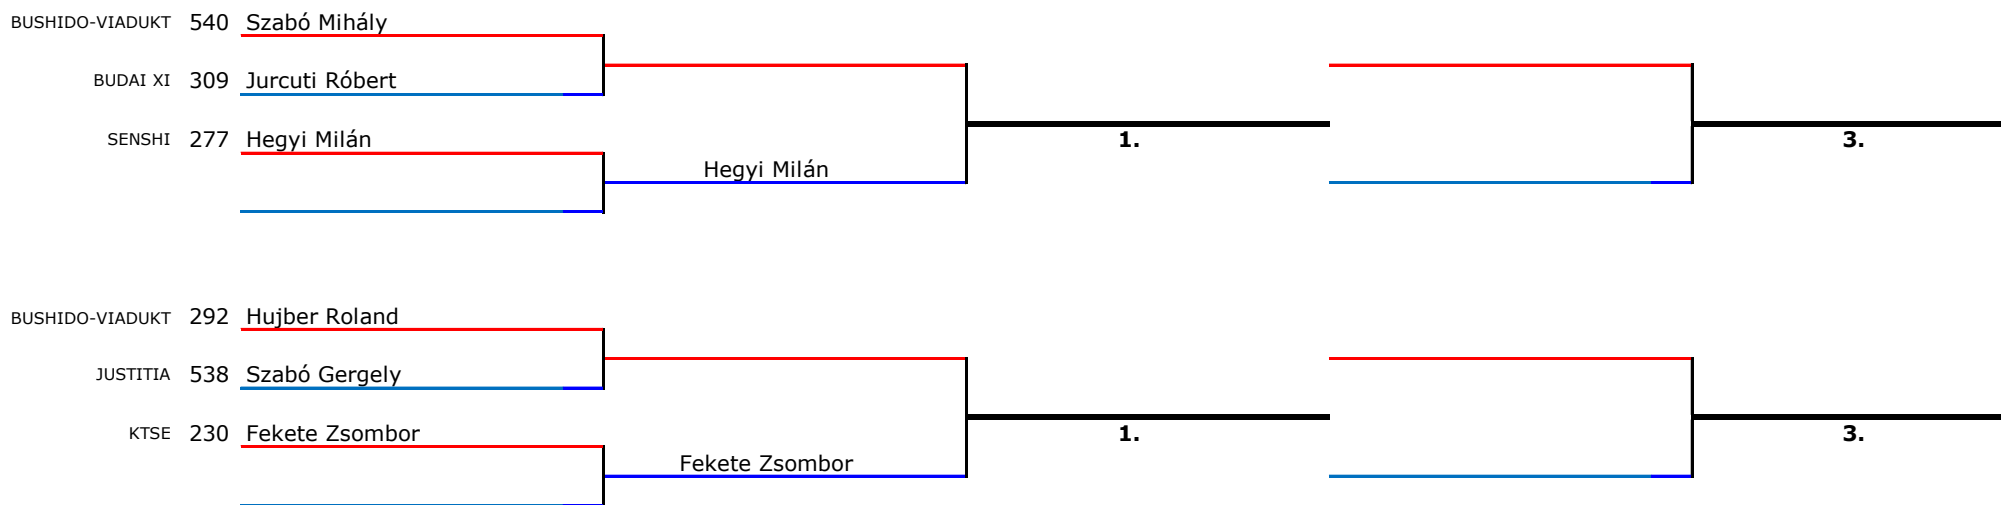 BUSHIDO-VIADUKT 540 Szabó Mihály
BUDAI XI 309 Jurcuti Róbert
SENSHI 277 Hegyi Milán
1.
3.
Hegyi Milán
BUSHIDO-VIADUKT 292 Hujber Roland
JUSTITIA 538 Szabó Gergely
KTSE 230 Fekete Zsombor
1.
3.
Fekete Zsombor